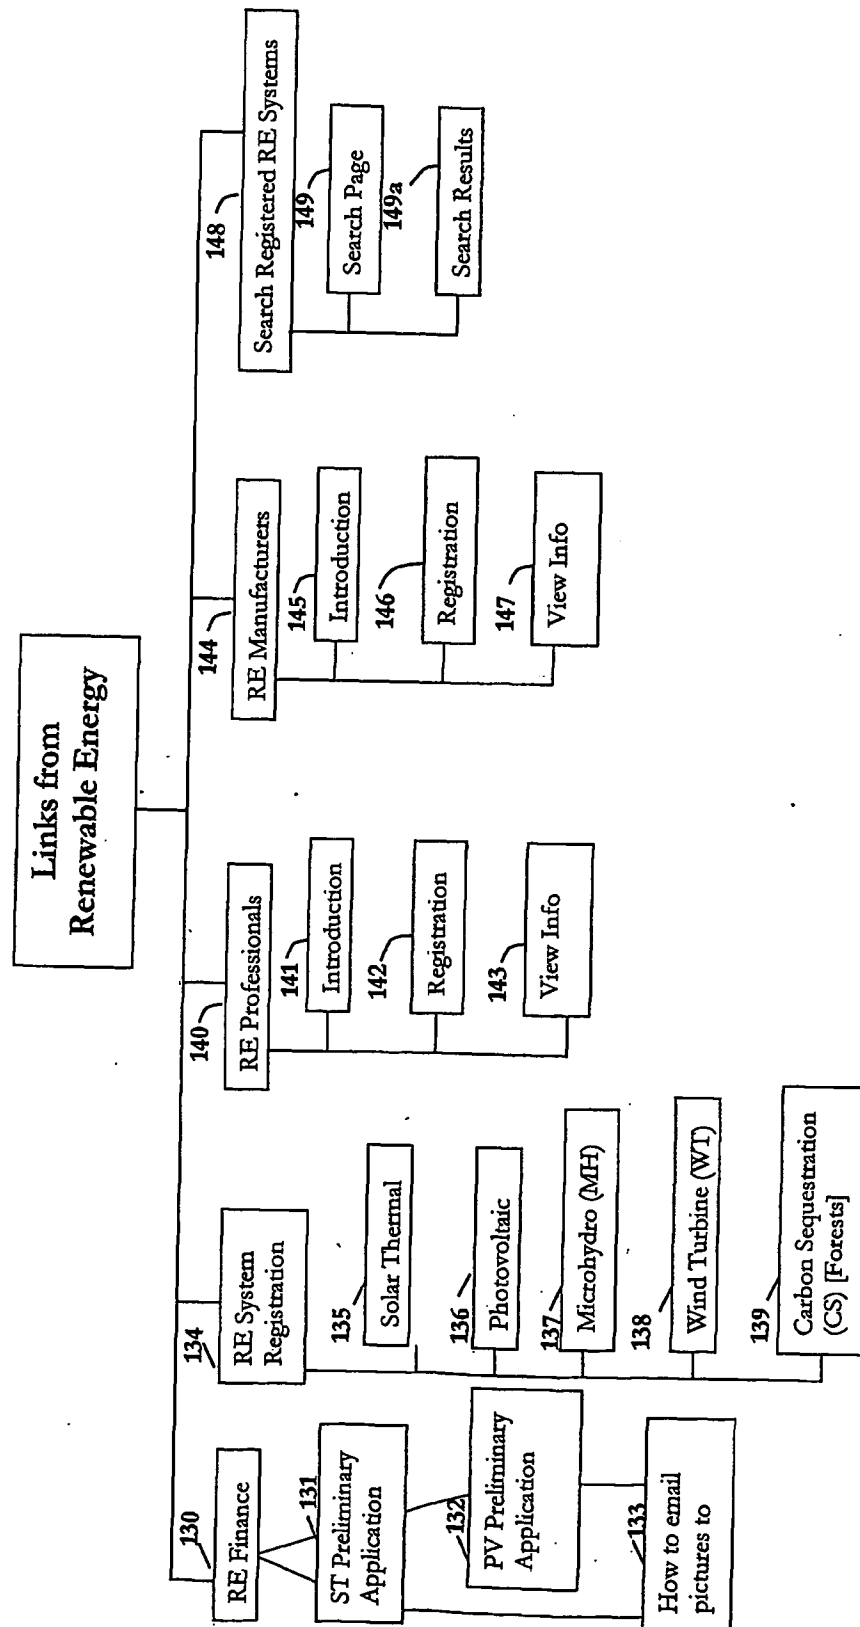 Links from
Renewable Energy
130
RE Finance
131
ST Preliminary
Application
132
PV Preliminary
Application
133
How to email
pictures to
134
RE System
Registration
135
Solar Thermal
136
Photovoltaic
137
Microhydro (MH)
138
Wind Turbine (WT)
139
Carbon Sequestration
(CS) [Forests]
140
RE Professionals
141
Introduction
142
Registration
143
View Info
144
RE Manufacturers
145
Introduction
146
Registration
147
View Info
148
Search Registered RE Systems
149
Search Page
149a
Search Results